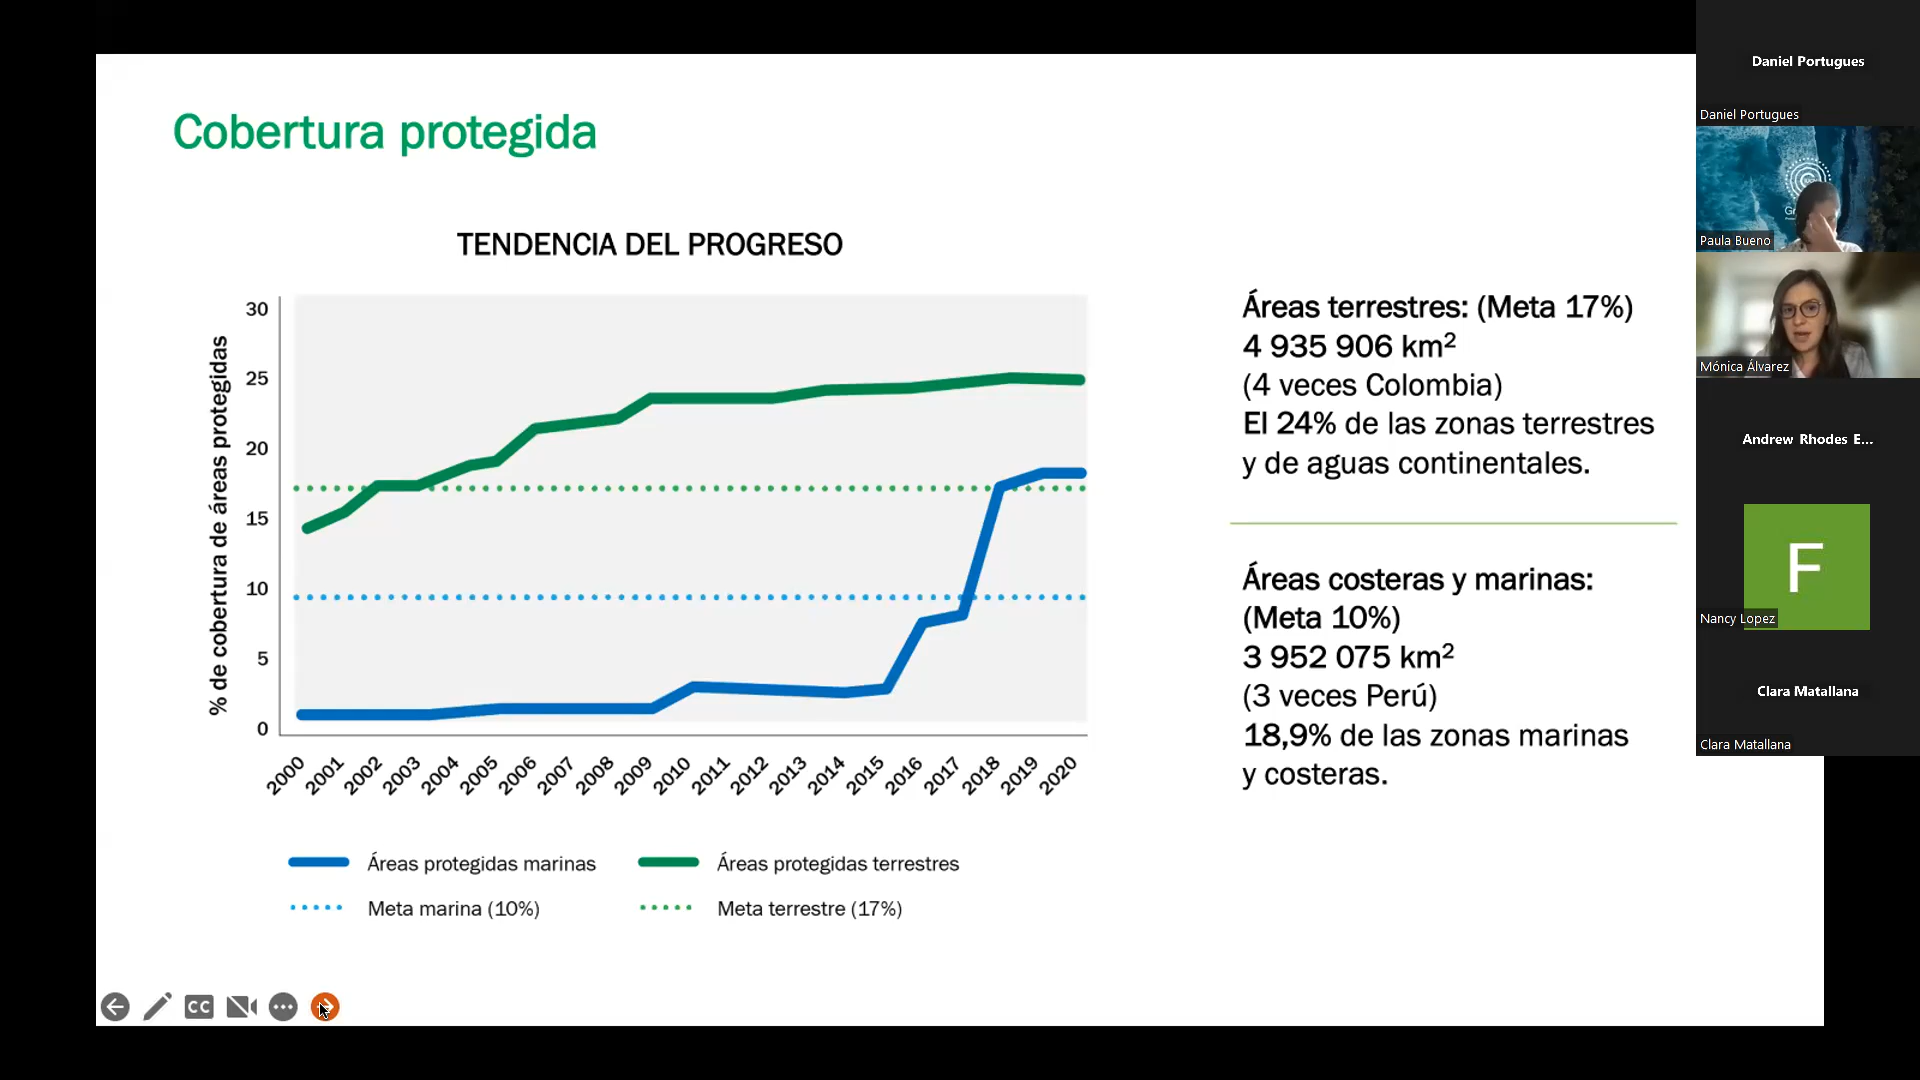 Cobertura protegida
TENDENCIA DEL PROGRESO
% de cobertura de áreas protegidas
30
25
20
15
10
5
0
2000
2001
2002
2003
2004
2005
2006
2007
2008
2009
2010
2011
2012
2013
2014
2015
2016
2017
2018
2019
2020
Áreas protegidas marinas
Áreas protegidas terrestres
Meta marina (10%)
Meta terrestre (17%)
Áreas terrestres: (Meta 17%)
4 935 906 km²
(4 veces Colombia)
El 24% de las zonas terrestres
y de aguas continentales.
Áreas costeras y marinas:
(Meta 10%)
3 952 075 km²
(3 veces Perú)
18,9% de las zonas marinas
y costeras.
CC
Daniel Portugues
Daniel Portugues
Paula Bueno
Mónica Álvarez
Andrew Rhodes E...
F
Nancy Lopez
Clara Matallana
Clara Matallana